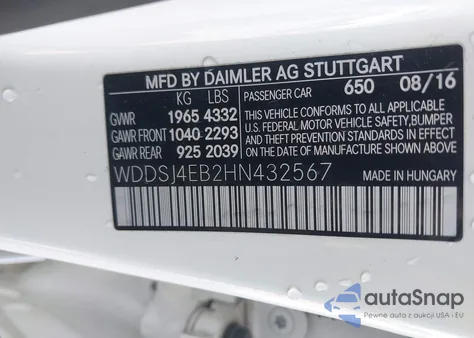 MFD BY DAIMLER AG STUTTGART
KG LBS PASSENGER CAR 650 08/16
GVWR 1965 4332
GAWR FRONT 1040 2293
GAWR REAR 925 2039
THIS VEHICLE CONFORMS TO ALL APPLICABLE
U.S. FEDERAL MOTOR VEHICLE SAFETY,BUMPER
AND THEFT PREVENTION STANDARDS IN EFFECT
ON THE DATE OF MANUFACTURE SHOWN ABOVE.
WDDSJ4EB2HN432567 MADE IN HUNGARY
autoSnap
Pewne auta z aukcji USA i EU